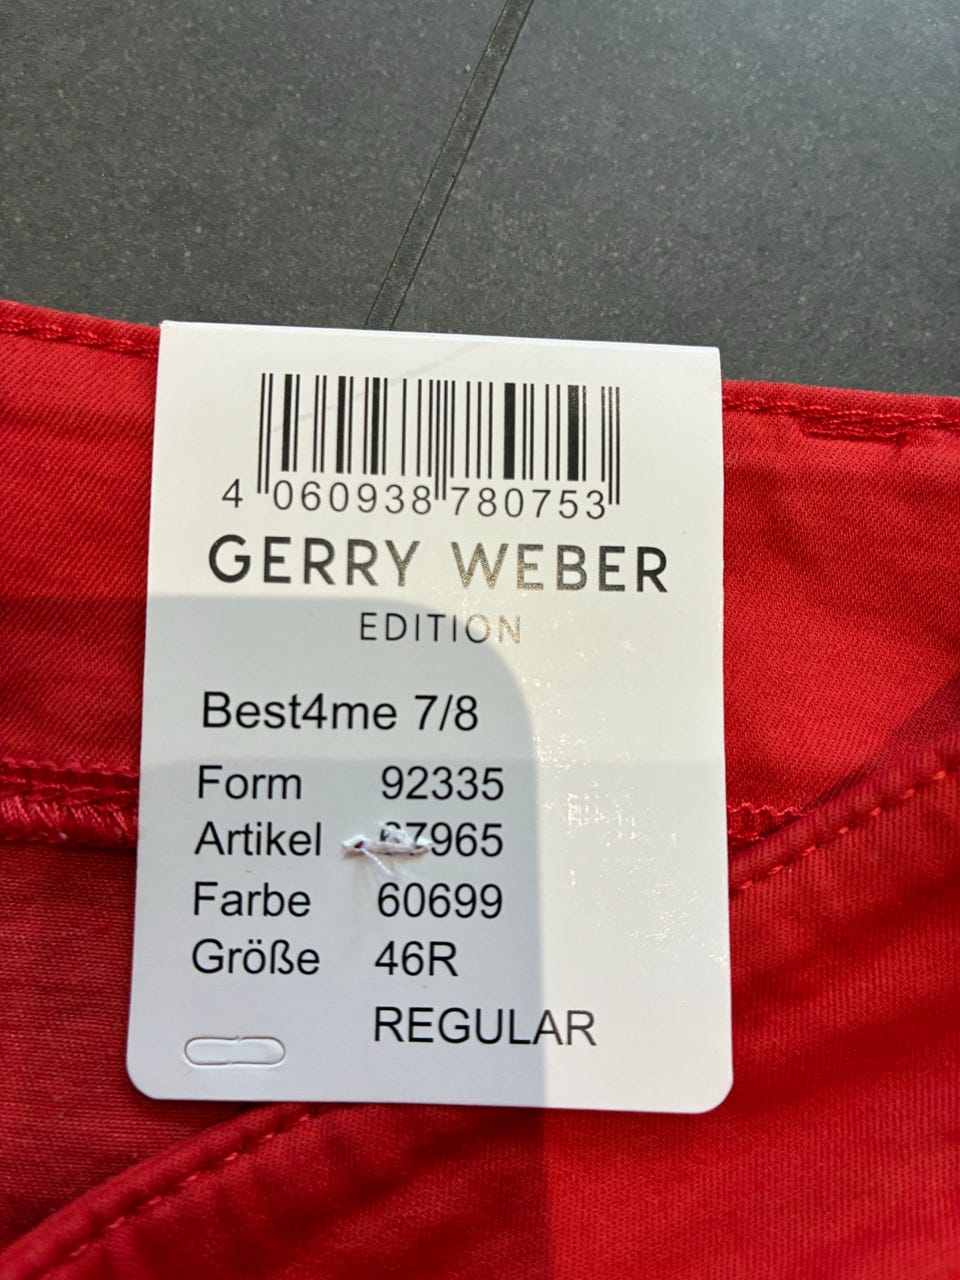 4 060938 780753
GERRY WEBER
EDITION
Best4me 7/8
Form 92335
Artikel
Farbe 60699
Größe 46R
REGULAR